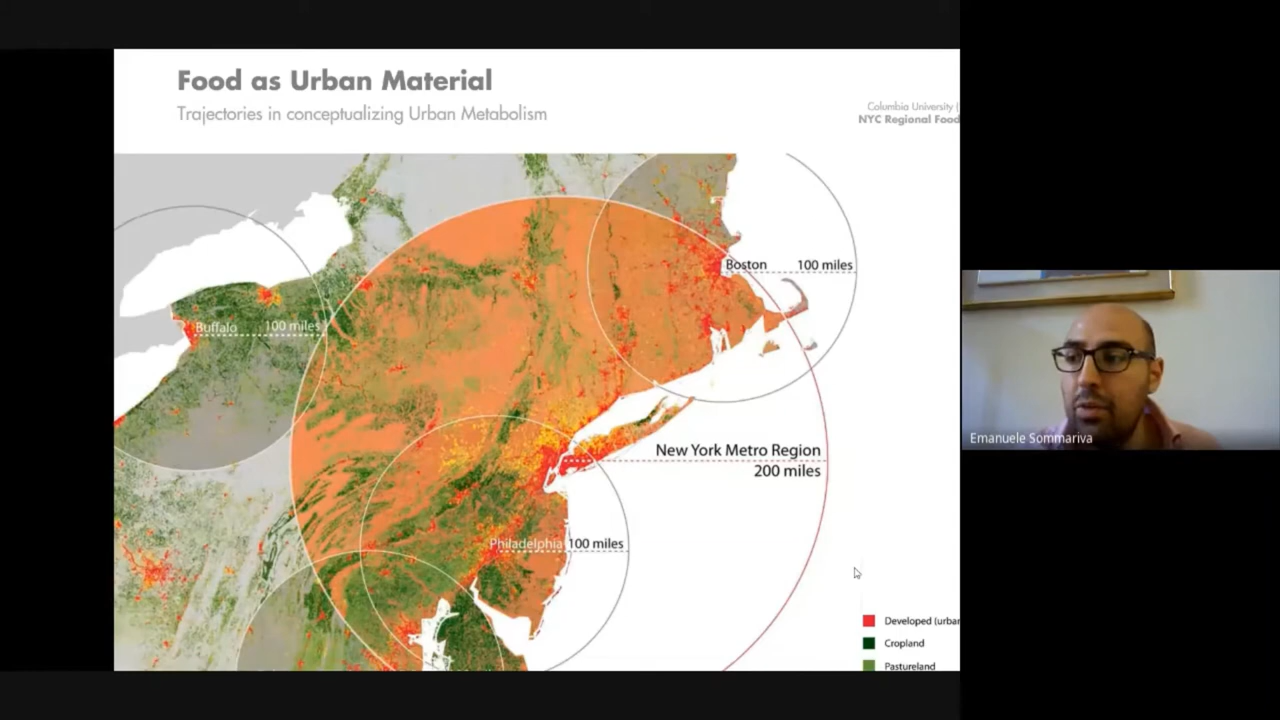 Food as Urban Material
Trajectories in conceptualizing Urban Metabolism
Columbia University (
NYC Regional Food
Boston 100 miles
Buffalo 100 miles
New York Metro Region
200 miles
Philadelphia 100 miles
Developed (urban
Cropland
Pastureland
Emanuele Sommariva